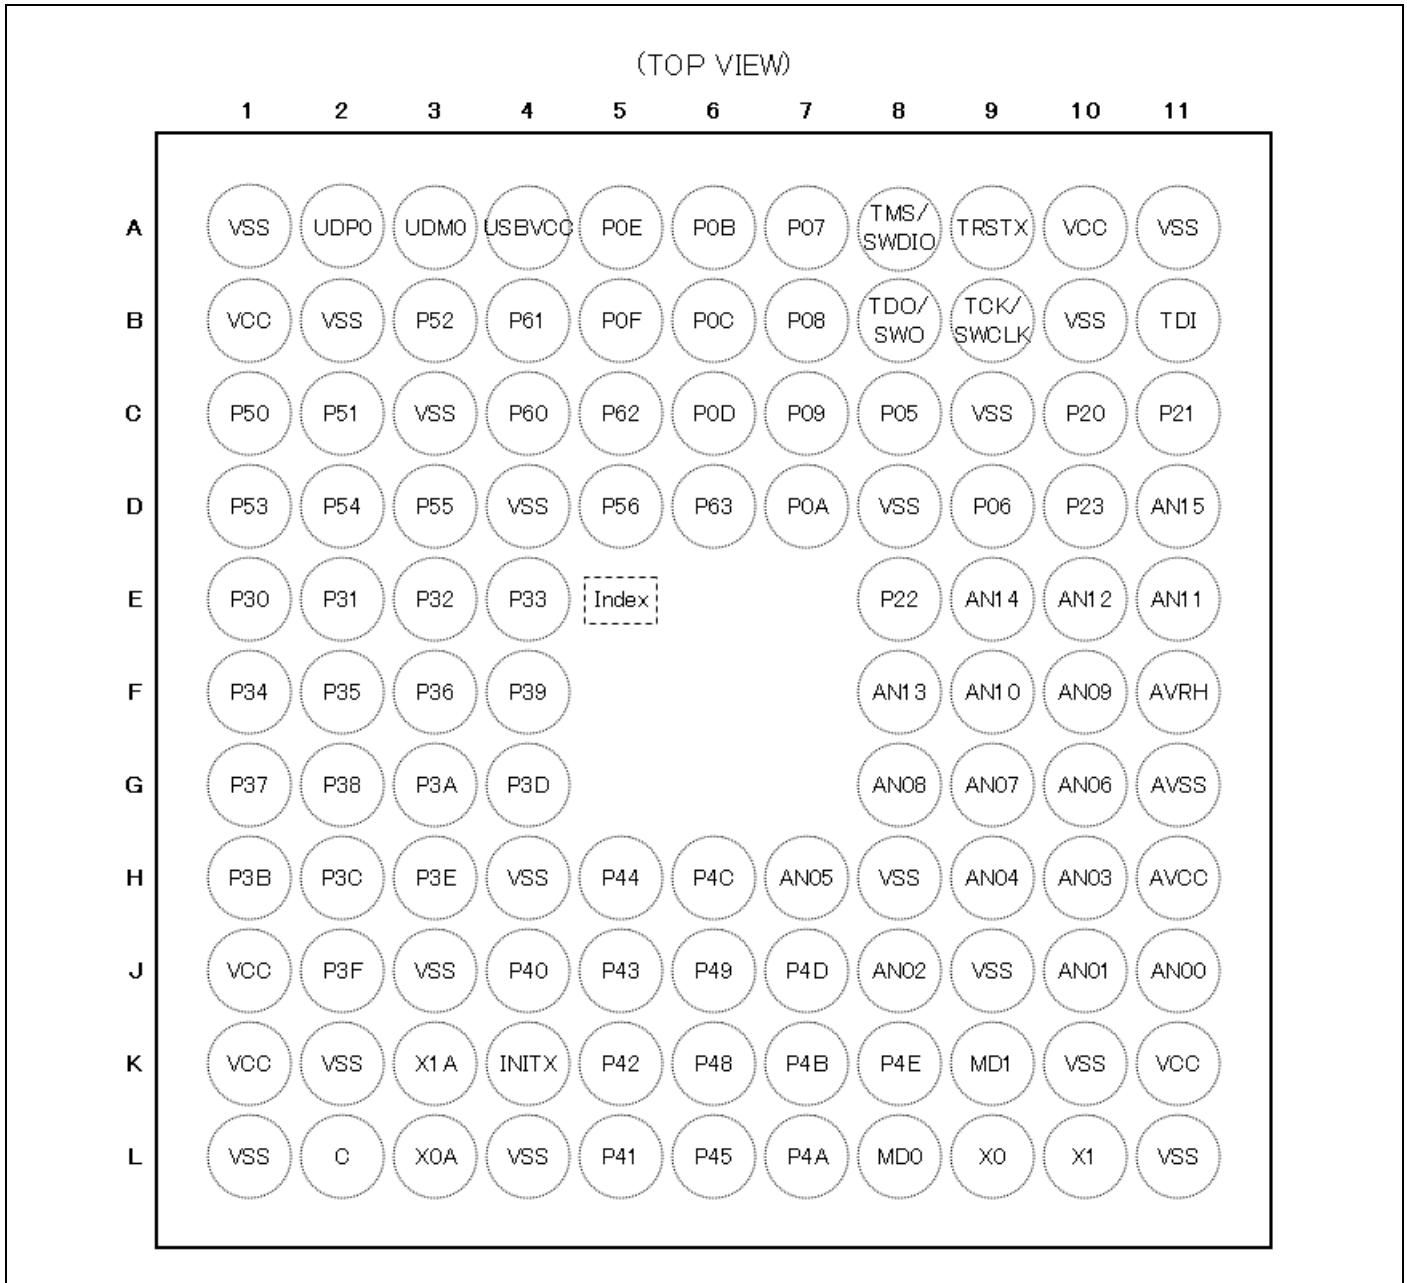 (TOP VIEW)
1 2 3 4 5 6 7 8 9 10 11
A VSS UDP0 UDM0 USBVCC P0E P0B P07 TMS/SWDIO TRSTX VCC VSS
B VCC VSS P52 P61 P0F P0C P08 TDO/SWO TCK/SWCLK VSS TDI
C P50 P51 VSS P60 P62 P0D P09 P05 VSS P20 P21
D P53 P54 P55 VSS P56 P63 P0A VSS P06 P23 AN15
E P30 P31 P32 P33 Index P22 AN14 AN12 AN11
F P34 P35 P36 P39 AN13 AN10 AN09 AVRH
G P37 P38 P3A P3D AN08 AN07 AN06 AVSS
H P3B P3C P3E VSS P44 P4C AN05 VSS AN04 AN03 AVCC
J VCC P3F VSS P40 P43 P49 P4D AN02 VSS AN01 AN00
K VCC VSS X1A INITX P42 P48 P4B P4E MD1 VSS VCC
L VSS C X0A VSS P41 P45 P4A MD0 X0 X1 VSS